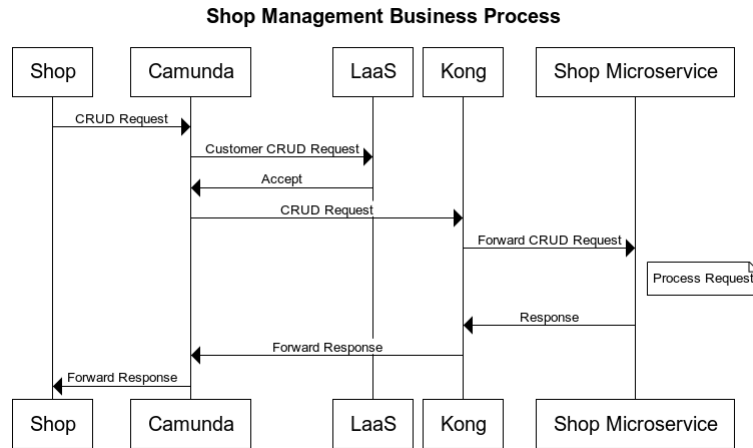 Shop Management Business Process
Shop Camunda LaaS Kong Shop Microservice
CRUD Request
Customer CRUD Request
Accept
CRUD Request
Forward CRUD Request
Process Request
Response
Forward Response
Forward Response
Shop Camunda LaaS Kong Shop Microservice